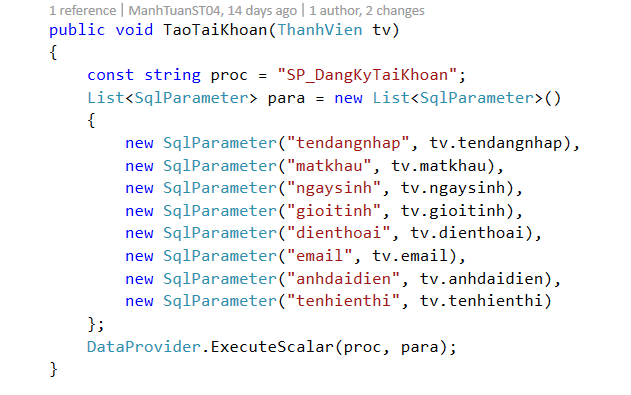 1 reference | ManhTuanST04, 14 days ago | 1 author, 2 changes
public void TaoTaiKhoan(ThanhVien tv)
{
    const string proc = "SP_DangKyTaiKhoan";
    List<SqlParameter> para = new List<SqlParameter>()
    {
        new SqlParameter("tendangnhap", tv.tendangnhap),
        new SqlParameter("matkhau", tv.matkhau),
        new SqlParameter("ngaysinh", tv.ngaysinh),
        new SqlParameter("gioitinh", tv.gioitinh),
        new SqlParameter("dienthoai", tv.dienthoai),
        new SqlParameter("email", tv.email),
        new SqlParameter("anhdaidien", tv.anhdaidien),
        new SqlParameter("tenhienthi", tv.tenhienthi)
    };
    DataProvider.ExecuteScalar(proc, para);
}